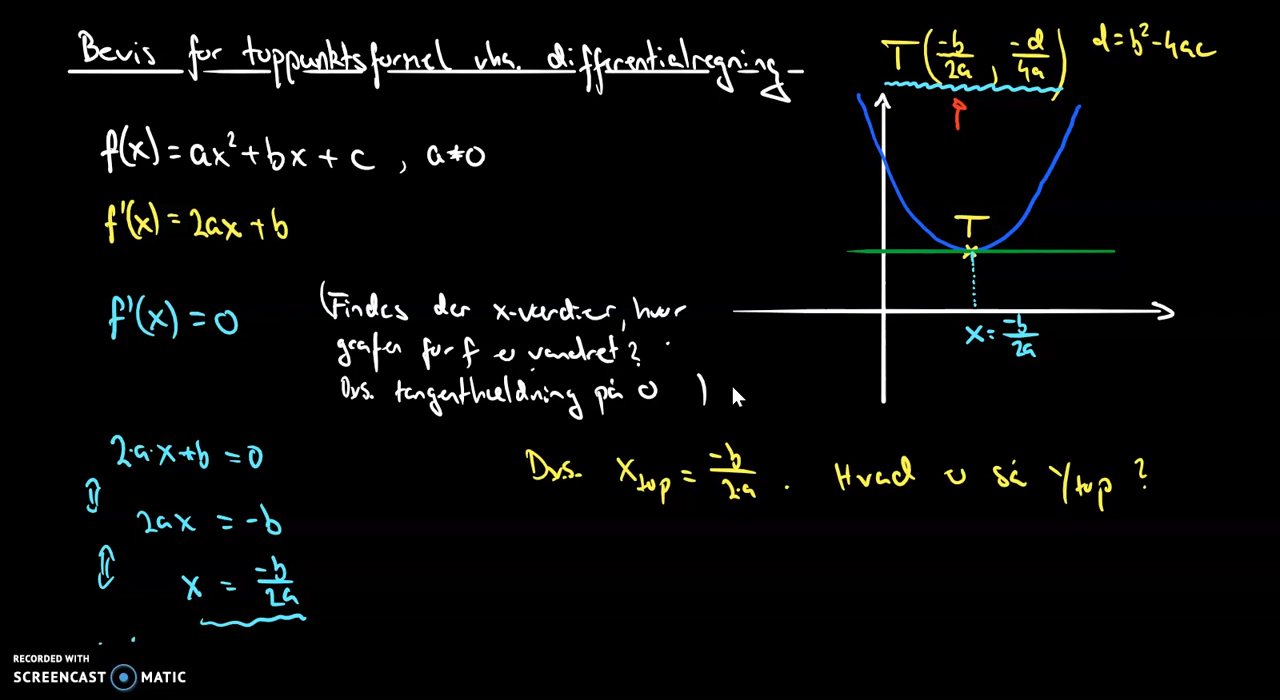 Bevis for toppunktsformel vha. differentialregning
T(-b/2a, -d/4a) d=b²-4ac
f(x) = ax²+bx+c , a≠0
f'(x) = 2ax+b
T
f'(x) = 0
(Findes der x-værdier, hvor
grafen for f er vandret?
Dvs. tangenthældning på 0 )
x = -b/2a
2·a·x+b = 0
⇕
2ax = -b
⇕
x = -b/2a
Dvs. x_top = -b/2·a . Hvad er så y_top ?
RECORDED WITH
SCREENCAST MATIC